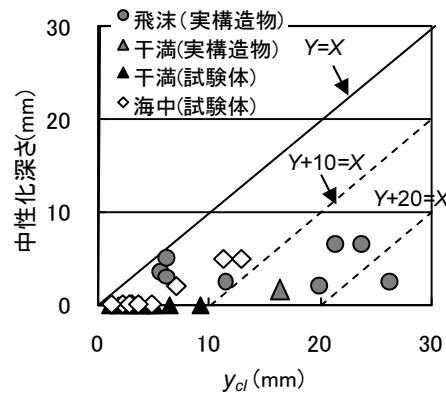 30
20
10
0
中性化深さ(mm)
飛沫(実構造物)
干満(実構造物)
干満(試験体)
海中(試験体)
Y=X
Y+10=X
Y+20=X
0 10 20 30
ycl (mm)